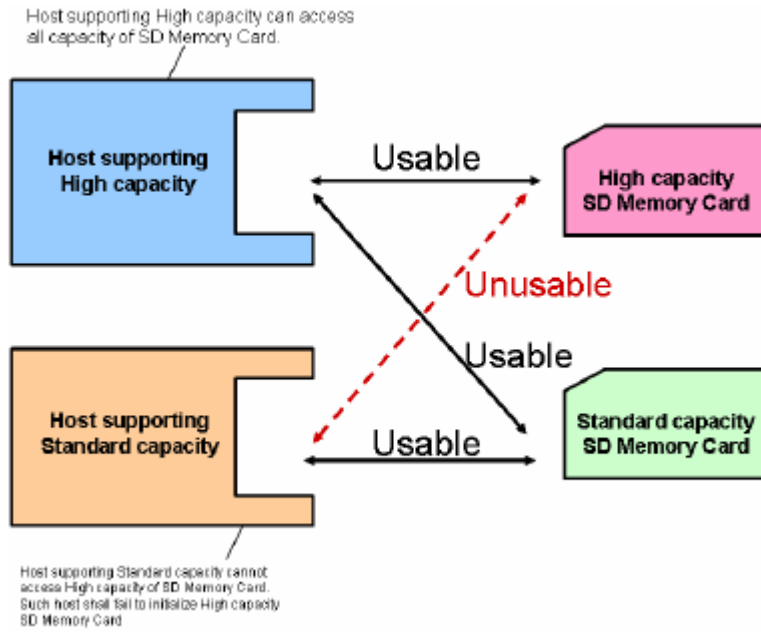 Host supporting High capacity can access
all capacity of SD Memory Card.
Host supporting
High capacity
Usable
High capacity
SD Memory Card
Unusable
Usable
Host supporting
Standard capacity
Usable
Standard capacity
SD Memory Card
Host supporting Standard capacity cannot
access High capacity of SD Memory Card.
Such host shall fail to initialize High capacity
SD Memory Card